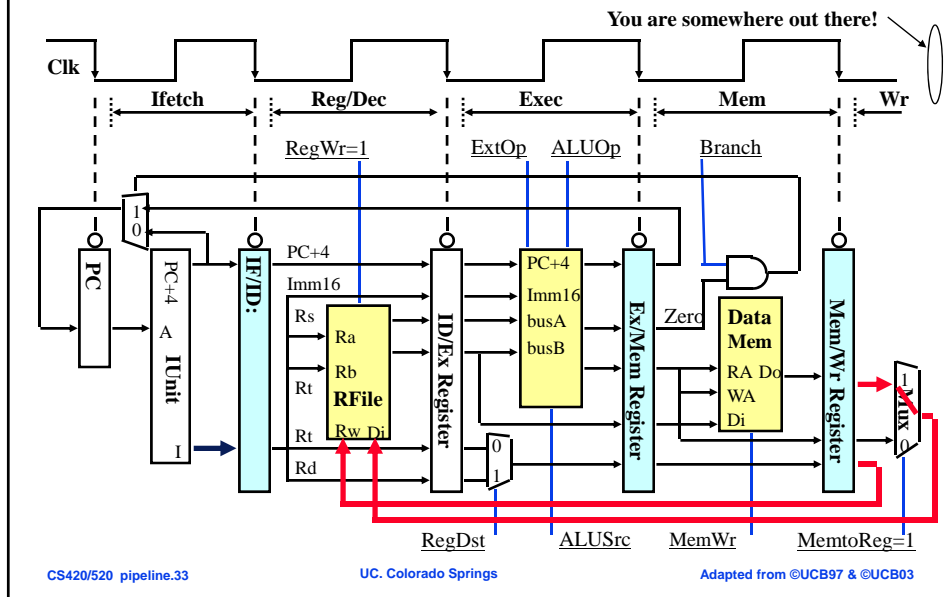 You are somewhere out there!
Clk
Ifetch
Reg/Dec
Exec
Mem
Wr
RegWr=1
ExtOp
ALUOp
Branch
1
0
PC
PC+4
A
IUnit
I
IF/ID:
PC+4
Imm16
Rs
Rt
Rt
Rd
Ra
Rb
RFile
Rw Di
ID/Ex Register
0
1
PC+4
Imm16
busA
busB
Ex/Mem Register
Zero
Data
Mem
RA Do
WA
Di
Mem/Wr Register
1
Mux
0
RegDst
ALUSrc
MemWr
MemtoReg=1
CS420/520 pipeline.33
UC. Colorado Springs
Adapted from ©UCB97 & ©UCB03